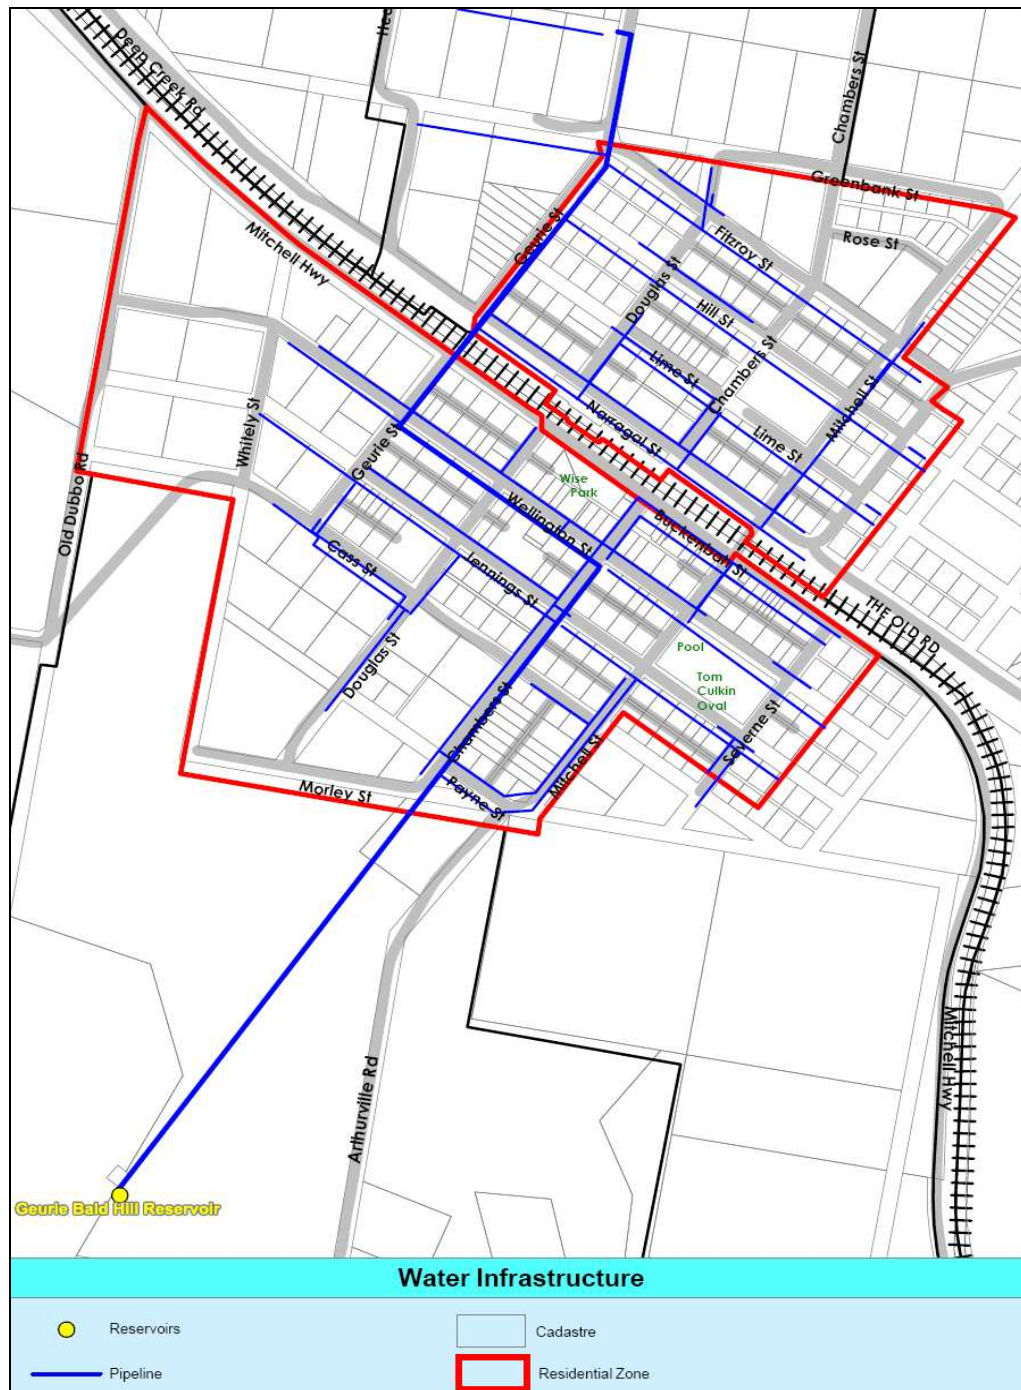 Hec
Deep Creek Rd
Chambers St
Greenbank St
Rose St
Geurie St
Fitzroy St
Mitchell Hwy
Douglas St
Hill St
Lime St
Chambers St
Mitchell St
Narragal St
Lime St
Whitely St
Geurie St
Old Dubbo Rd
Wise
Park
Wellington St
Buckenbah St
Cass St
Jennings St
THE OLD RD
Douglas St
Pool
Tom
Culkin
Oval
Severne St
Chambers St
Mitchell St
Morley St
Payne St
Arthurville Rd
Mitchell Hwy
Geurie Bald Hill Reservoir
Water Infrastructure
Reservoirs
Cadastre
Pipeline
Residential Zone